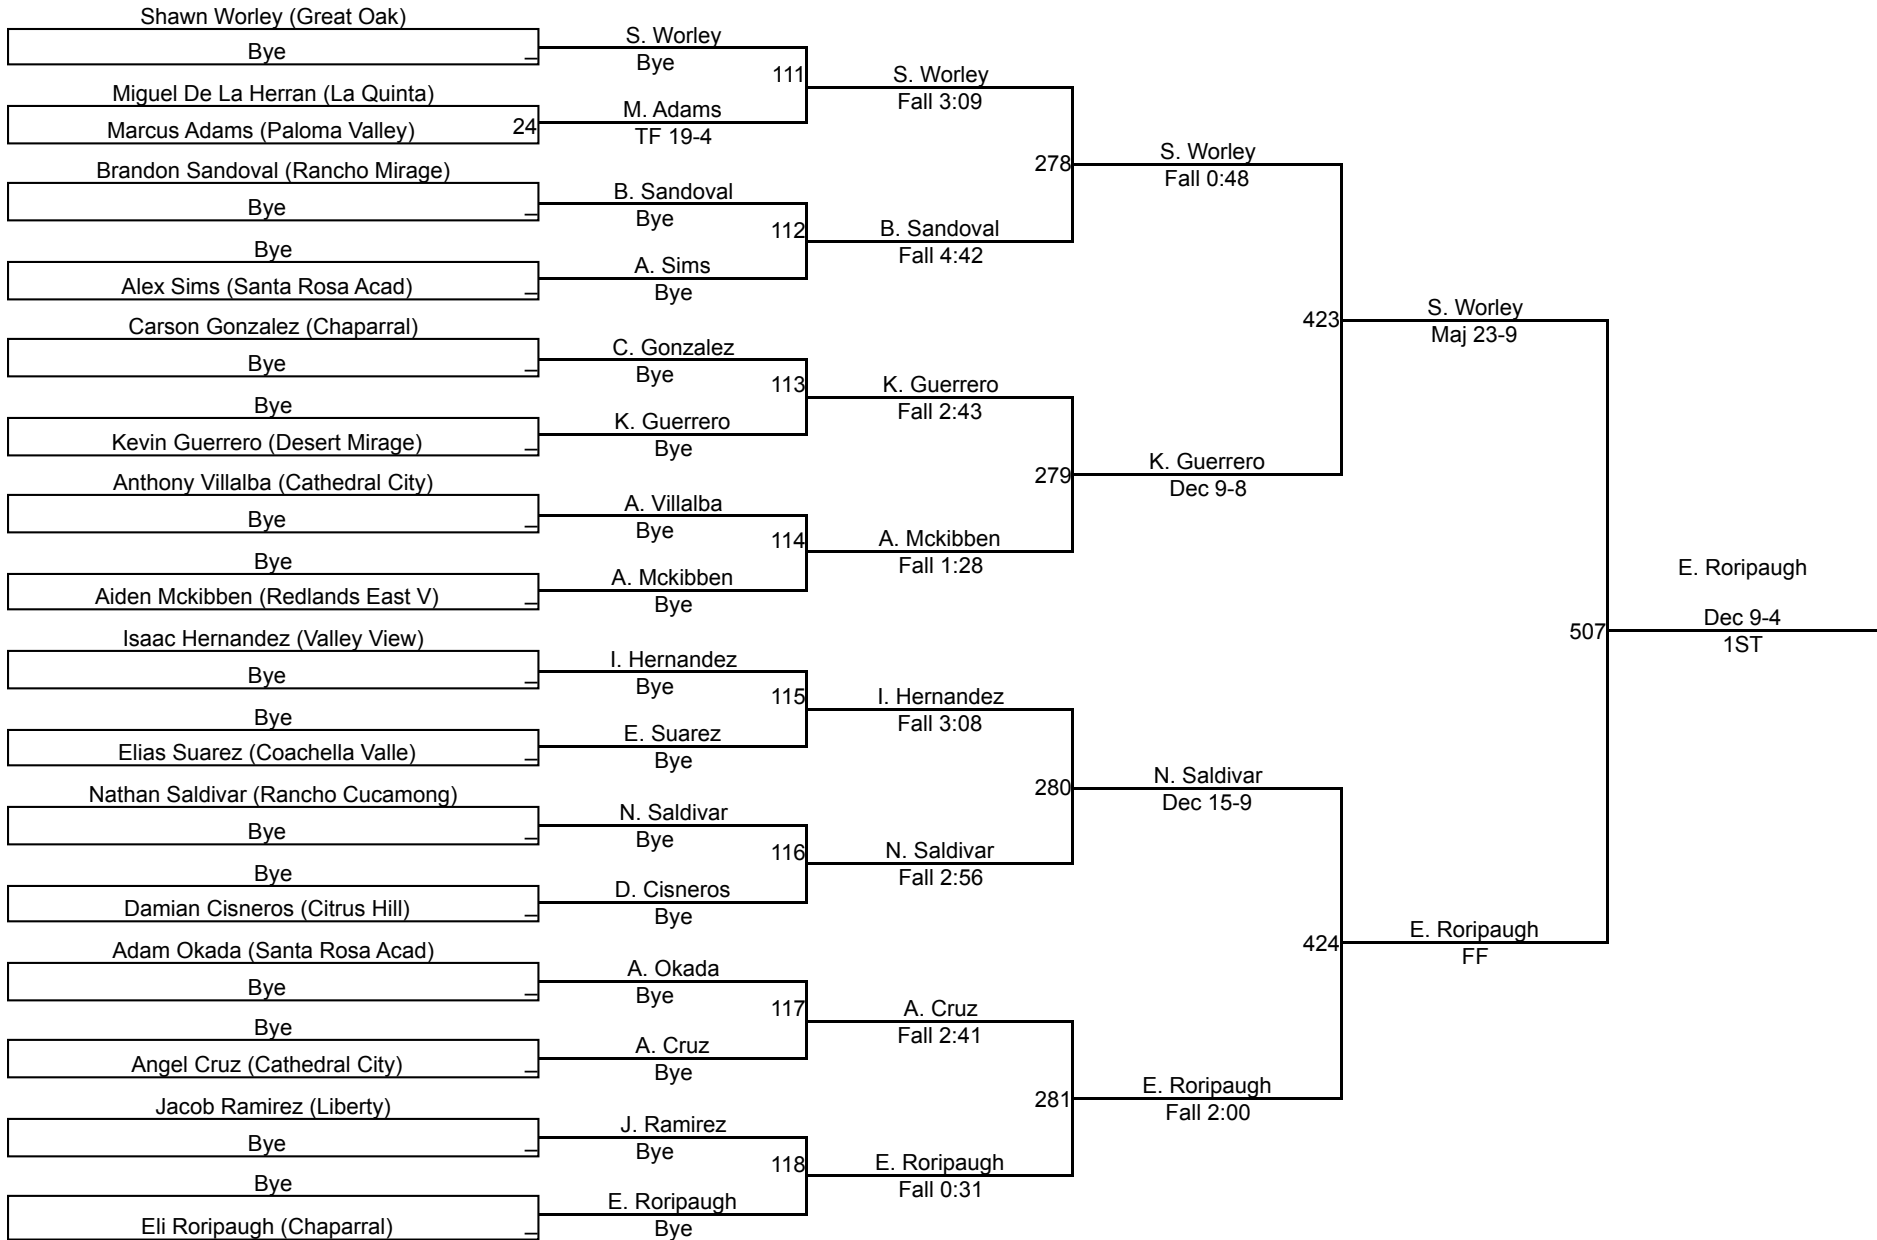 Shawn Worley (Great Oak)
Bye
Miguel De La Herran (La Quinta)
Marcus Adams (Paloma Valley) 24
Brandon Sandoval (Rancho Mirage)
Bye
Bye
Alex Sims (Santa Rosa Acad)
Carson Gonzalez (Chaparral)
Bye
Bye
Kevin Guerrero (Desert Mirage)
Anthony Villalba (Cathedral City)
Bye
Bye
Aiden Mckibben (Redlands East V)
Isaac Hernandez (Valley View)
Bye
Bye
Elias Suarez (Coachella Valle)
Nathan Saldivar (Rancho Cucamong)
Bye
Bye
Damian Cisneros (Citrus Hill)
Adam Okada (Santa Rosa Acad)
Bye
Bye
Angel Cruz (Cathedral City)
Jacob Ramirez (Liberty)
Bye
Bye
Eli Roripaugh (Chaparral)
S. Worley
Bye
111
M. Adams
TF 19-4
B. Sandoval
Bye
112
A. Sims
Bye
C. Gonzalez
Bye
113
K. Guerrero
Bye
A. Villalba
Bye
114
A. Mckibben
Bye
I. Hernandez
Bye
115
E. Suarez
Bye
N. Saldivar
Bye
116
D. Cisneros
Bye
A. Okada
Bye
117
A. Cruz
Bye
J. Ramirez
Bye
118
E. Roripaugh
Bye
S. Worley
Fall 3:09
278
B. Sandoval
Fall 4:42
K. Guerrero
Fall 2:43
279
A. Mckibben
Fall 1:28
I. Hernandez
Fall 3:08
280
N. Saldivar
Fall 2:56
A. Cruz
Fall 2:41
281
E. Roripaugh
Fall 0:31
S. Worley
Fall 0:48
423
K. Guerrero
Dec 9-8
N. Saldivar
Dec 15-9
424
E. Roripaugh
Fall 2:00
S. Worley
Maj 23-9
507
E. Roripaugh
FF
E. Roripaugh
Dec 9-4
1ST